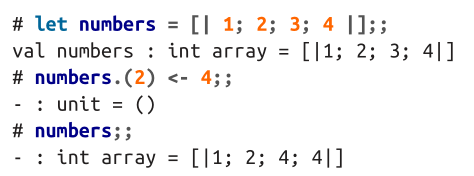 # let numbers = [| 1; 2; 3; 4 |];;
val numbers : int array = [|1; 2; 3; 4|]
# numbers.(2) <- 4;;
- : unit = ()
# numbers;;
- : int array = [|1; 2; 4; 4|]